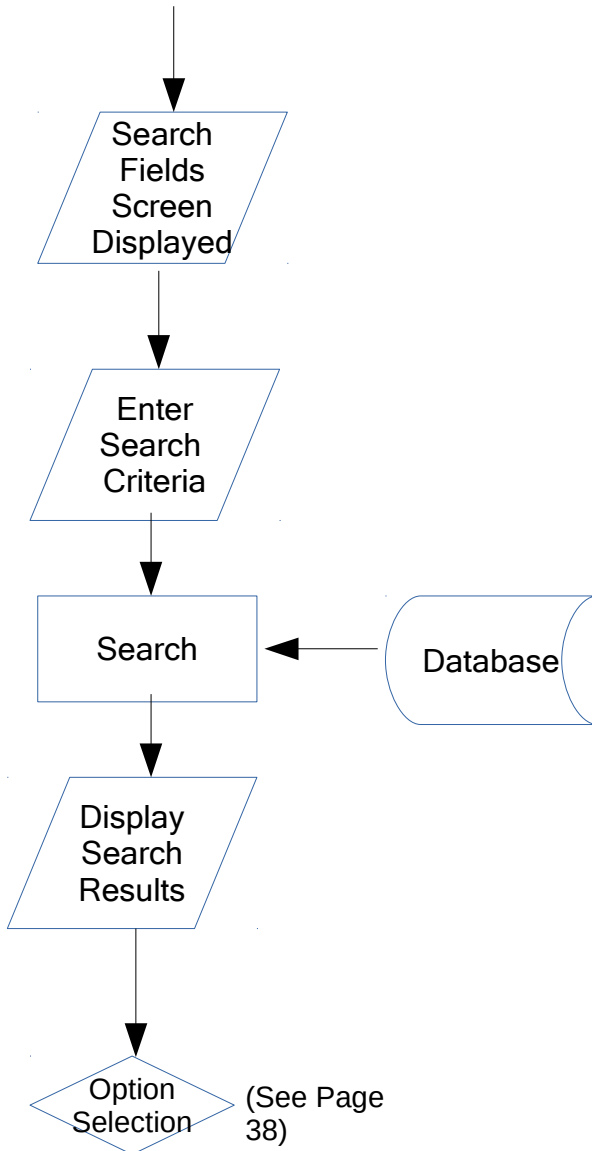 Search
Fields
Screen
Displayed
Enter
Search
Criteria
Search
Database
Display
Search
Results
Option
Selection
(See Page
38)